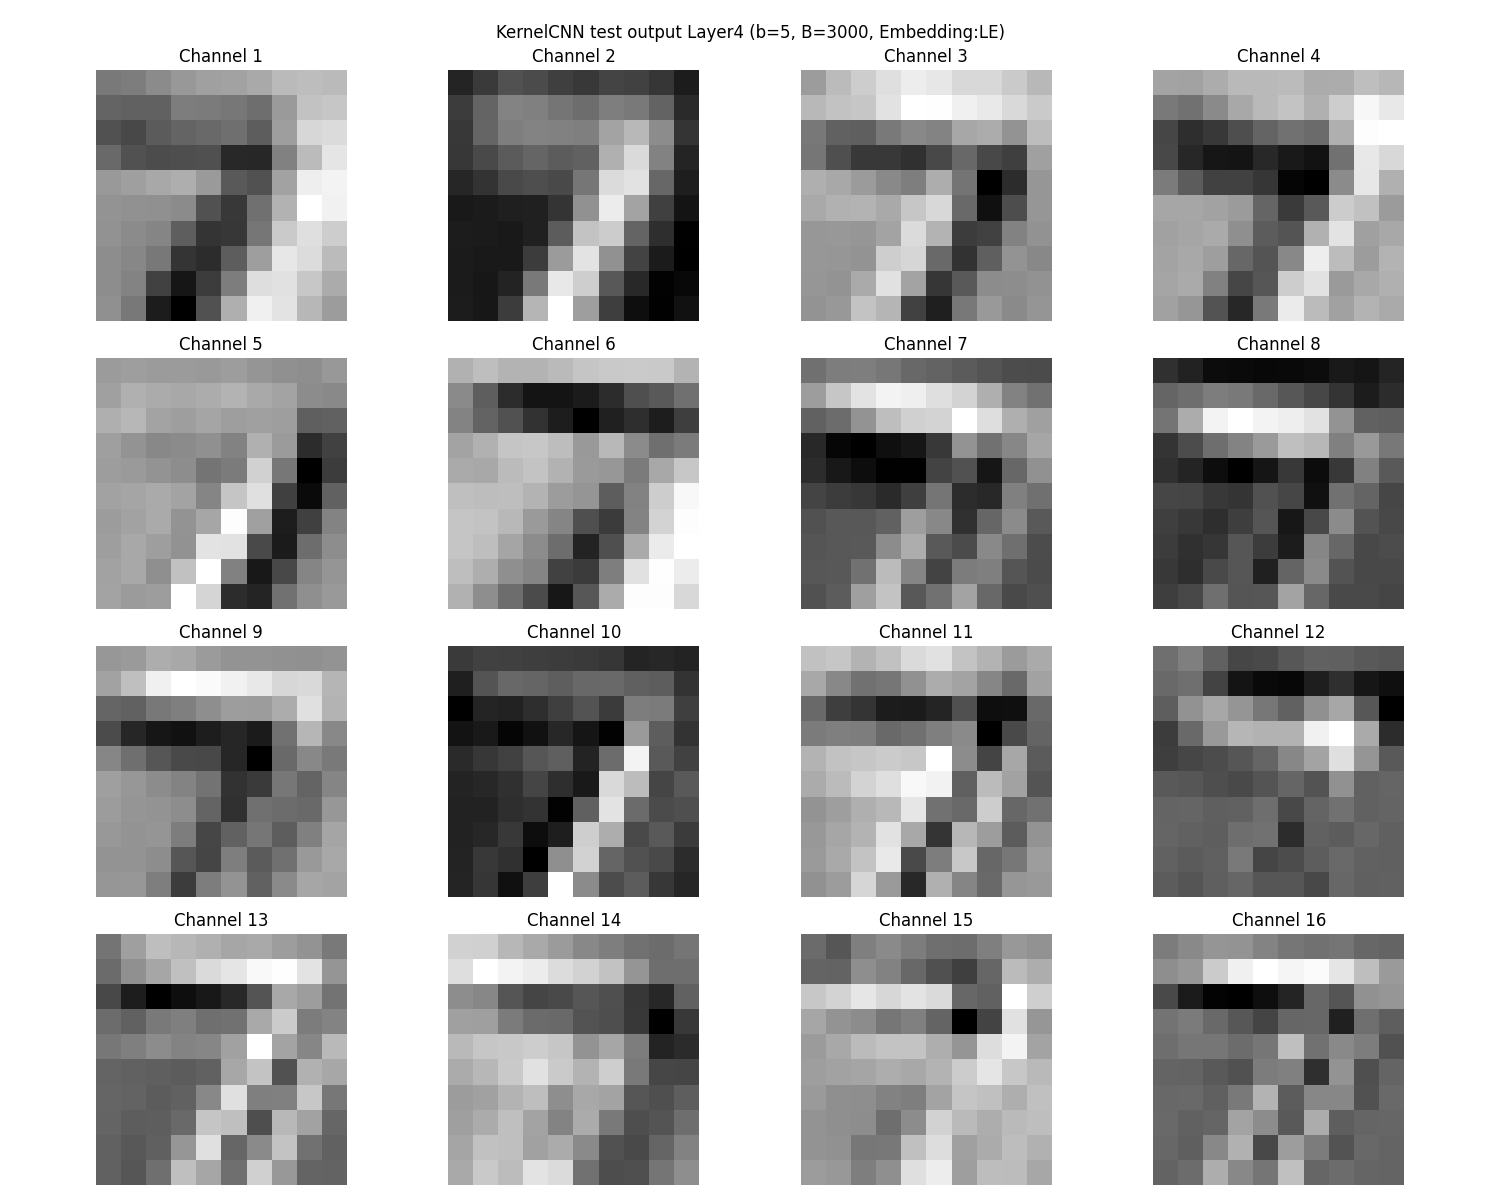 KernelCNN test output Layer4 (b=5, B=3000, Embedding:LE)
Channel 1 Channel 2 Channel 3 Channel 4
Channel 5 Channel 6 Channel 7 Channel 8
Channel 9 Channel 10 Channel 11 Channel 12
Channel 13 Channel 14 Channel 15 Channel 16